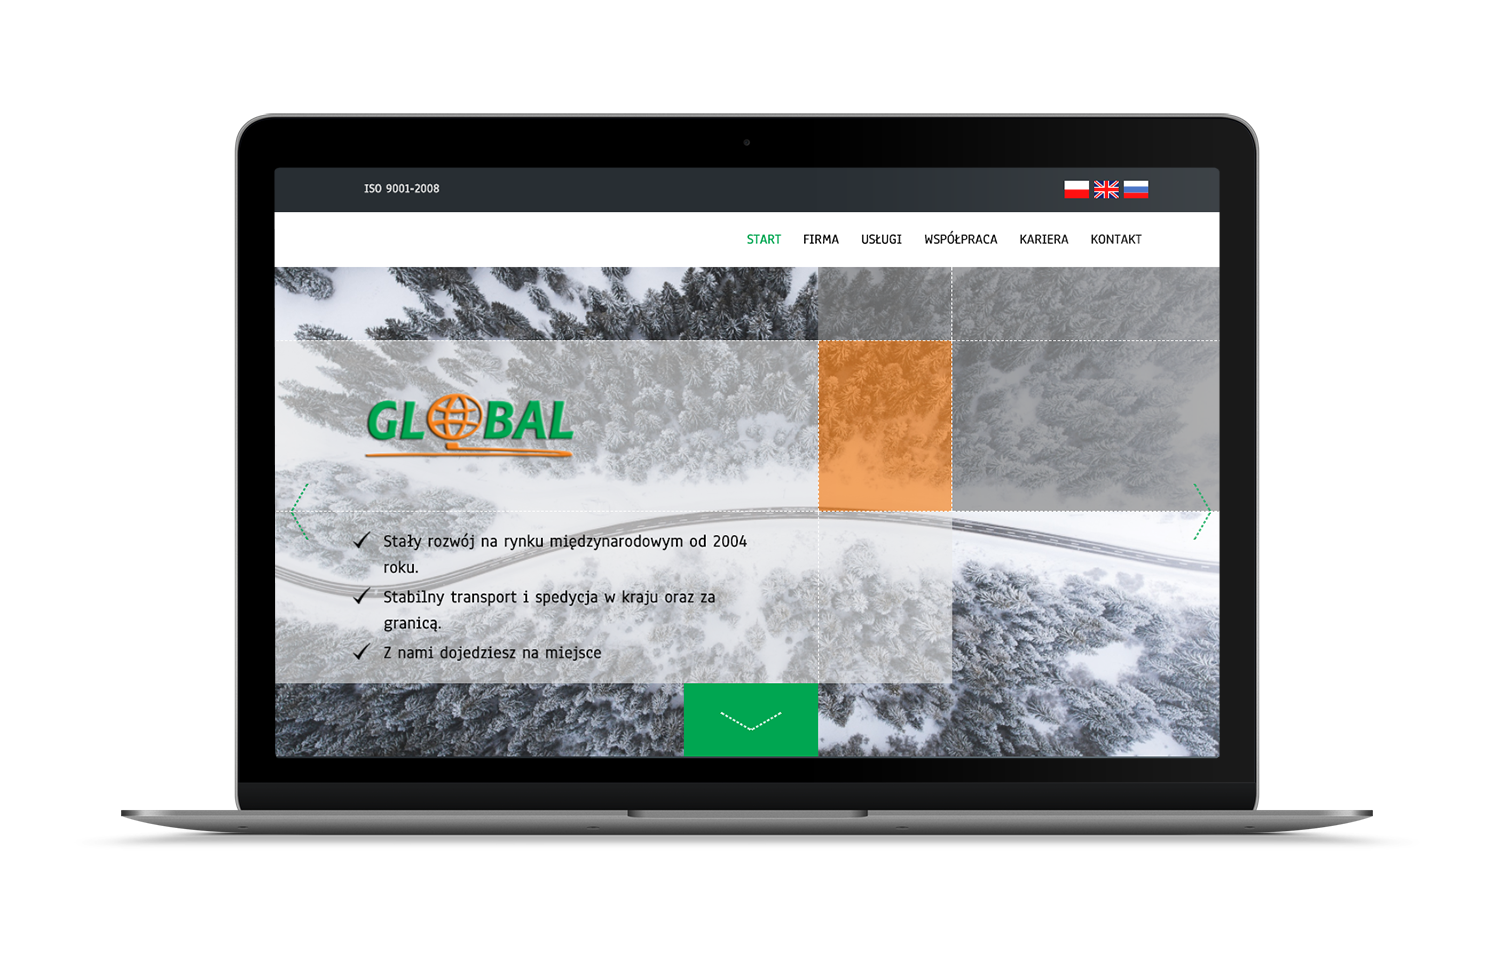 ISO 9001-2008
START FIRMA USŁUGI WSPÓŁPRACA KARIERA KONTAKT
GLOBAL
Stały rozwój na rynku międzynarodowym od 2004
roku.
Stabilny transport i spedycja w kraju oraz za
granicą.
Z nami dojedziesz na miejsce